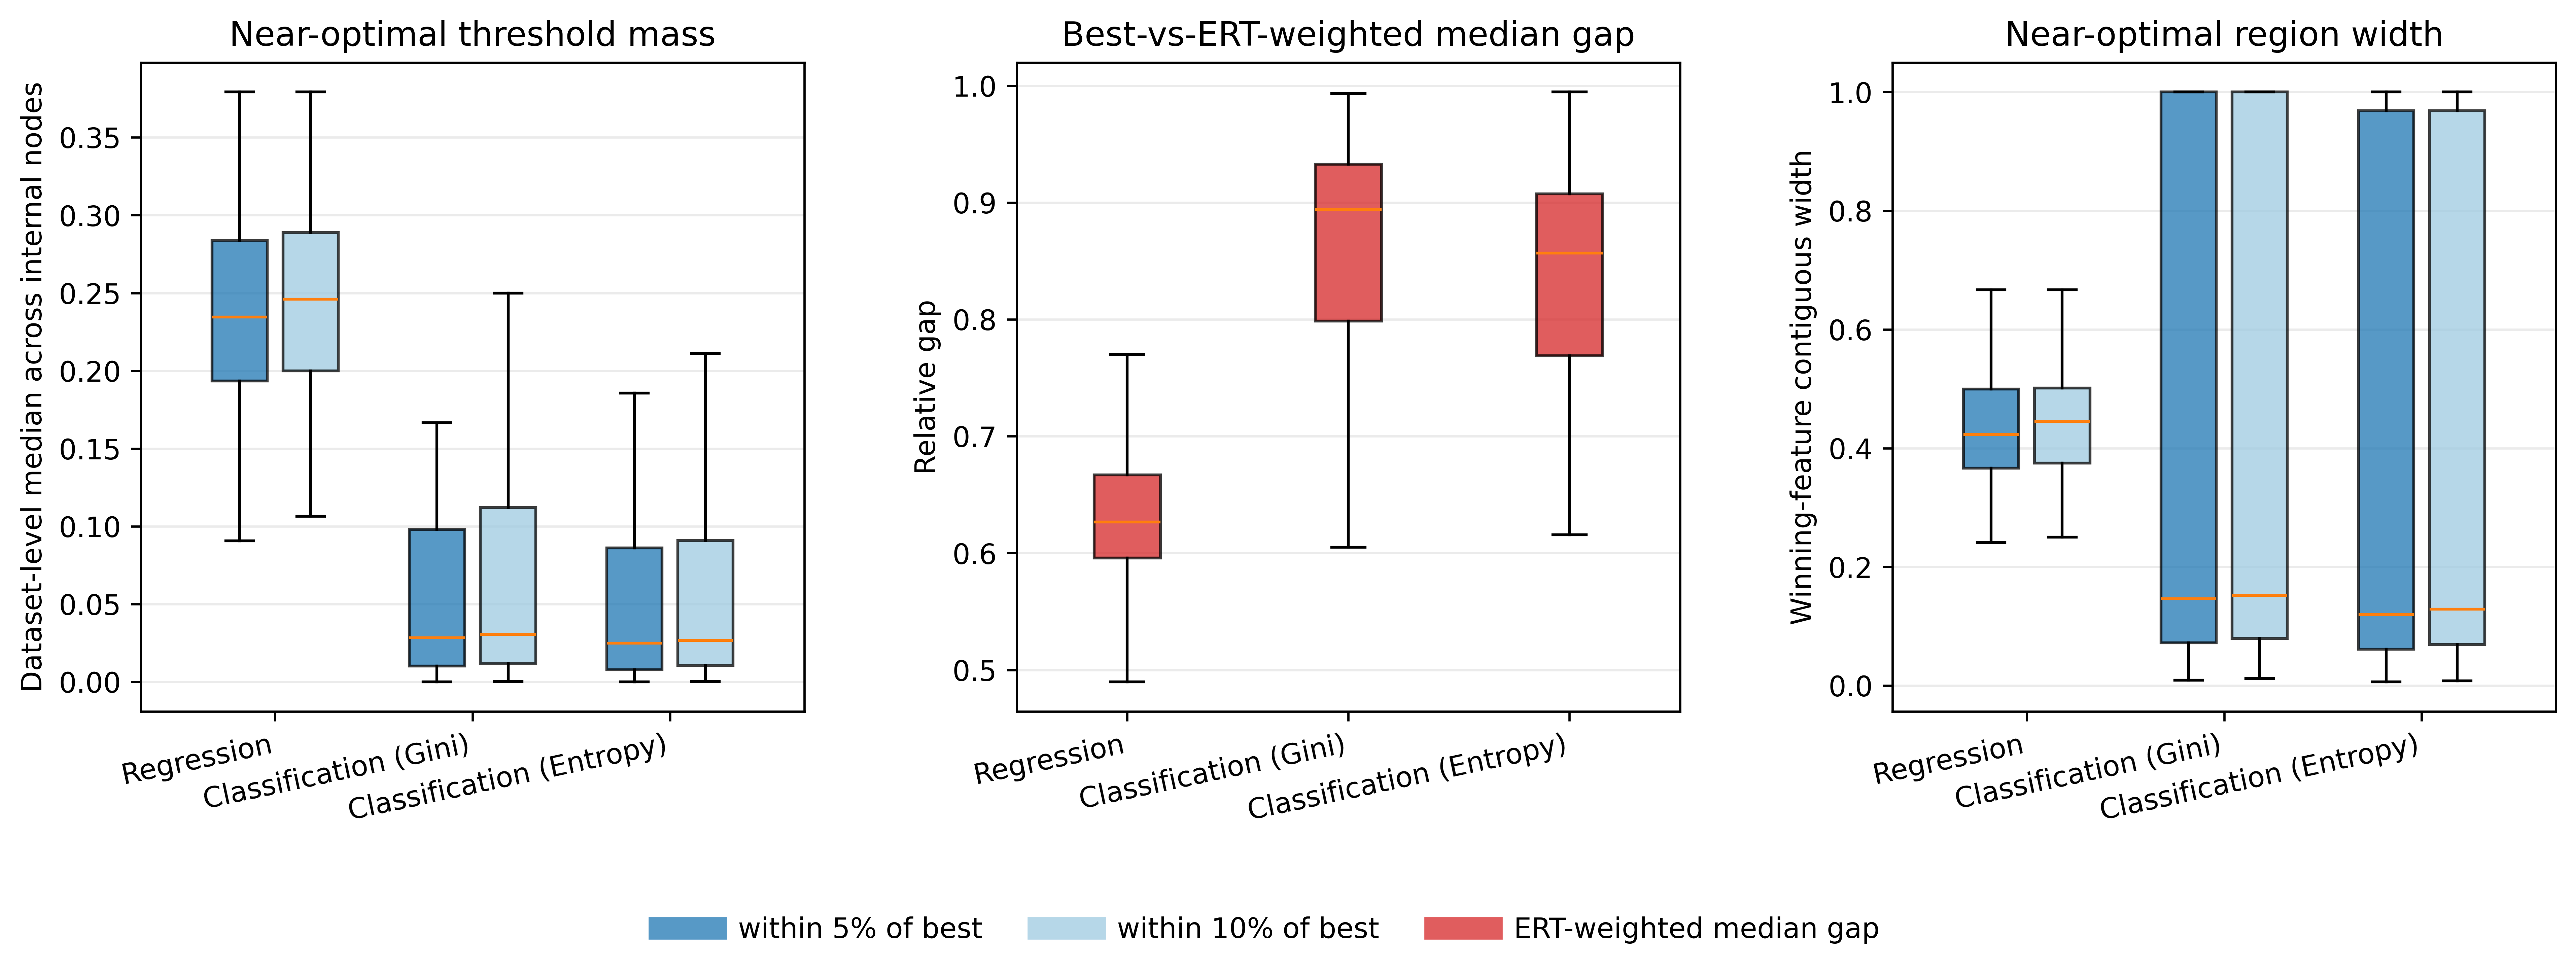 Near-optimal threshold mass
Dataset-level median across internal nodes
0.35
0.30
0.25
0.20
0.15
0.10
0.05
0.00
Regression
Classification (Gini)
Classification (Entropy)
Best-vs-ERT-weighted median gap
Relative gap
1.0
0.9
0.8
0.7
0.6
0.5
Regression
Classification (Gini)
Classification (Entropy)
Near-optimal region width
Winning-feature contiguous width
1.0
0.8
0.6
0.4
0.2
0.0
Regression
Classification (Gini)
Classification (Entropy)
within 5% of best
within 10% of best
ERT-weighted median gap